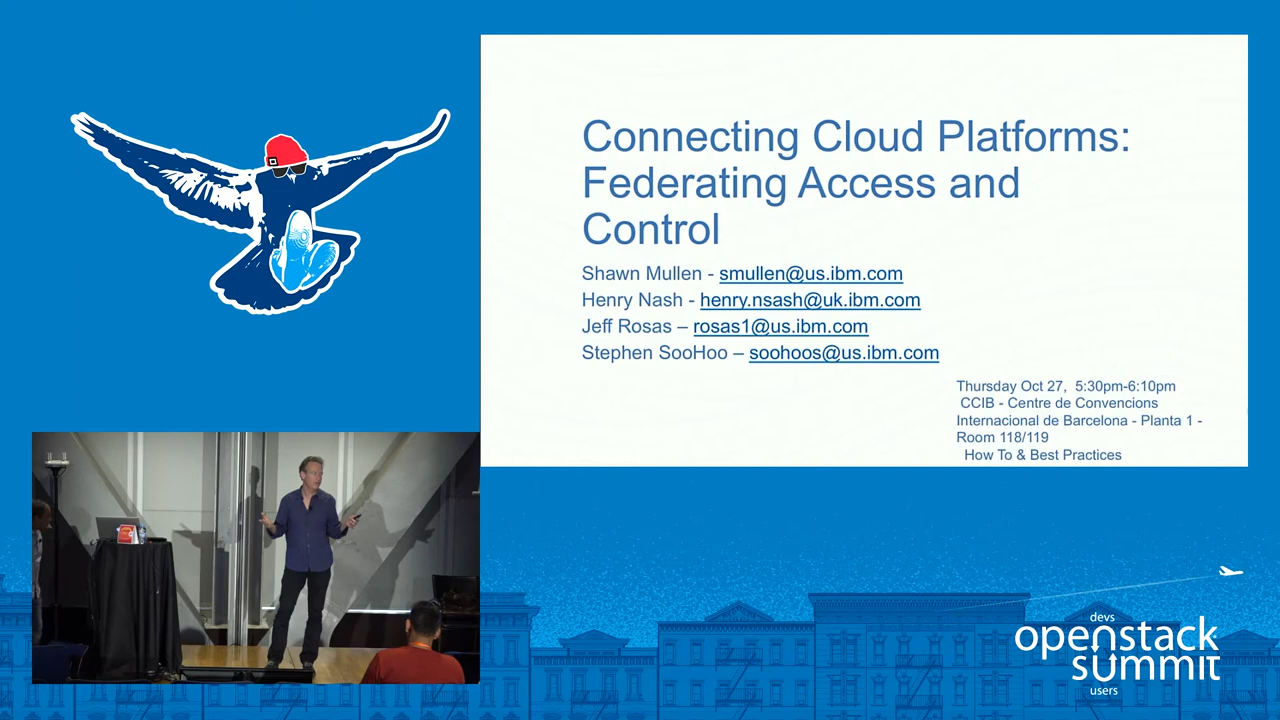 Connecting Cloud Platforms:
Federating Access and
Control
Shawn Mullen - smullen@us.ibm.com
Henry Nash - henry.nsash@uk.ibm.com
Jeff Rosas – rosas1@us.ibm.com
Stephen SooHoo – soohoos@us.ibm.com
Thursday Oct 27, 5:30pm-6:10pm
CCIB - Centre de Convencions
Internacional de Barcelona - Planta 1 -
Room 118/119
How To & Best Practices
devs
openstack
summit
users